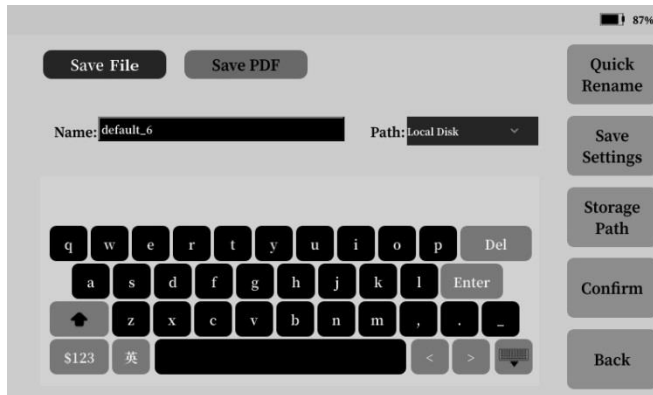 87%
Save File
Save PDF
Quick
Rename
Name: default_6
Path: Local Disk
Save
Settings
Storage
Path
q w e r t y u i o p Del
a s d f g h j k l Enter
Confirm
z x c v b n m , . _
$123 英 < >
Back